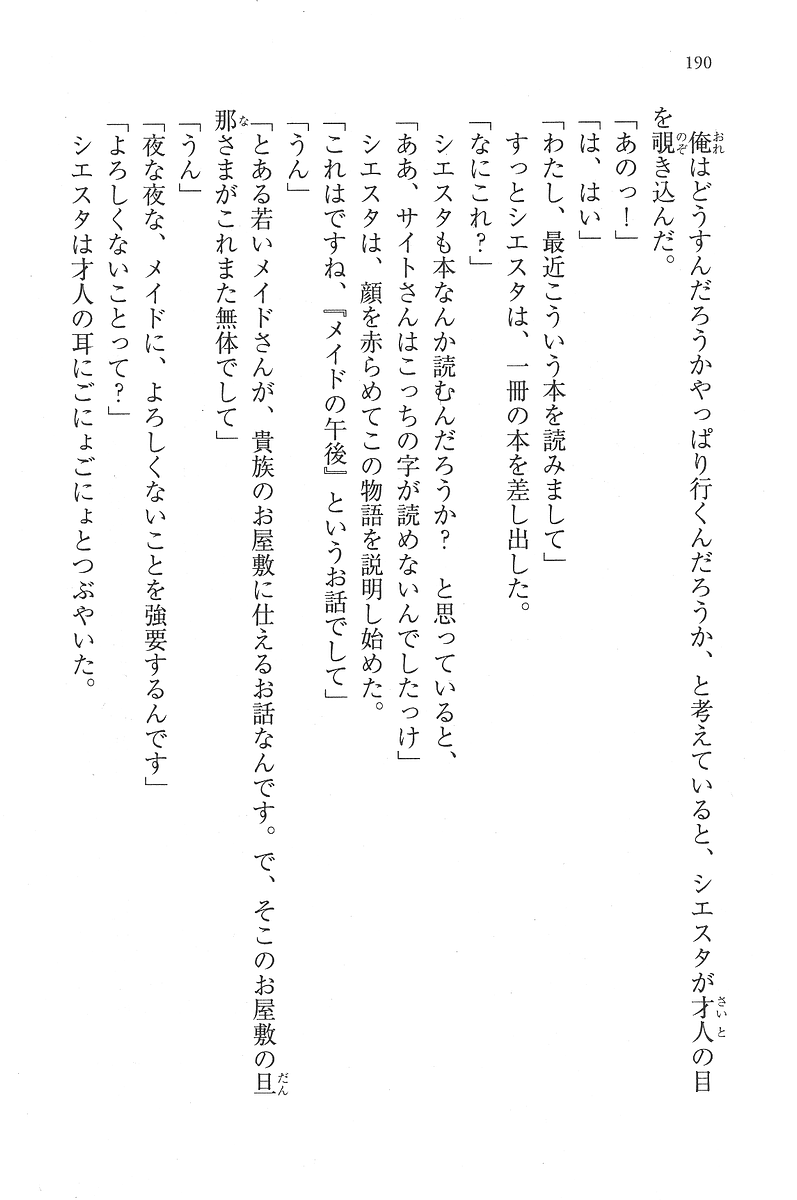 190
俺はどうすんだろうかやっぱり行くんだろうか、と考えていると、シエスタが才人の目
を覗き込んだ。
「あのっ！」
「は、はい」
「わたし、最近こういう本を読みまして」
すっとシエスタは、一冊の本を差し出した。
「なにこれ？」
シエスタも本なんか読むんだろうか？　と思っていると、
「ああ、サイトさんはこっちの字が読めないんでしたっけ」
シエスタは、顔を赤らめてこの物語を説明し始めた。
「これはですね、『メイドの午後』というお話でして」
「うん」
「とある若いメイドさんが、貴族のお屋敷に仕えるお話なんです。で、そこのお屋敷の旦
那さまがこれまた無体でして」
「うん」
「夜な夜な、メイドに、よろしくないことを強要するんです」
「よろしくないことって？」
シエスタは才人の耳にごにょごにょとつぶやいた。